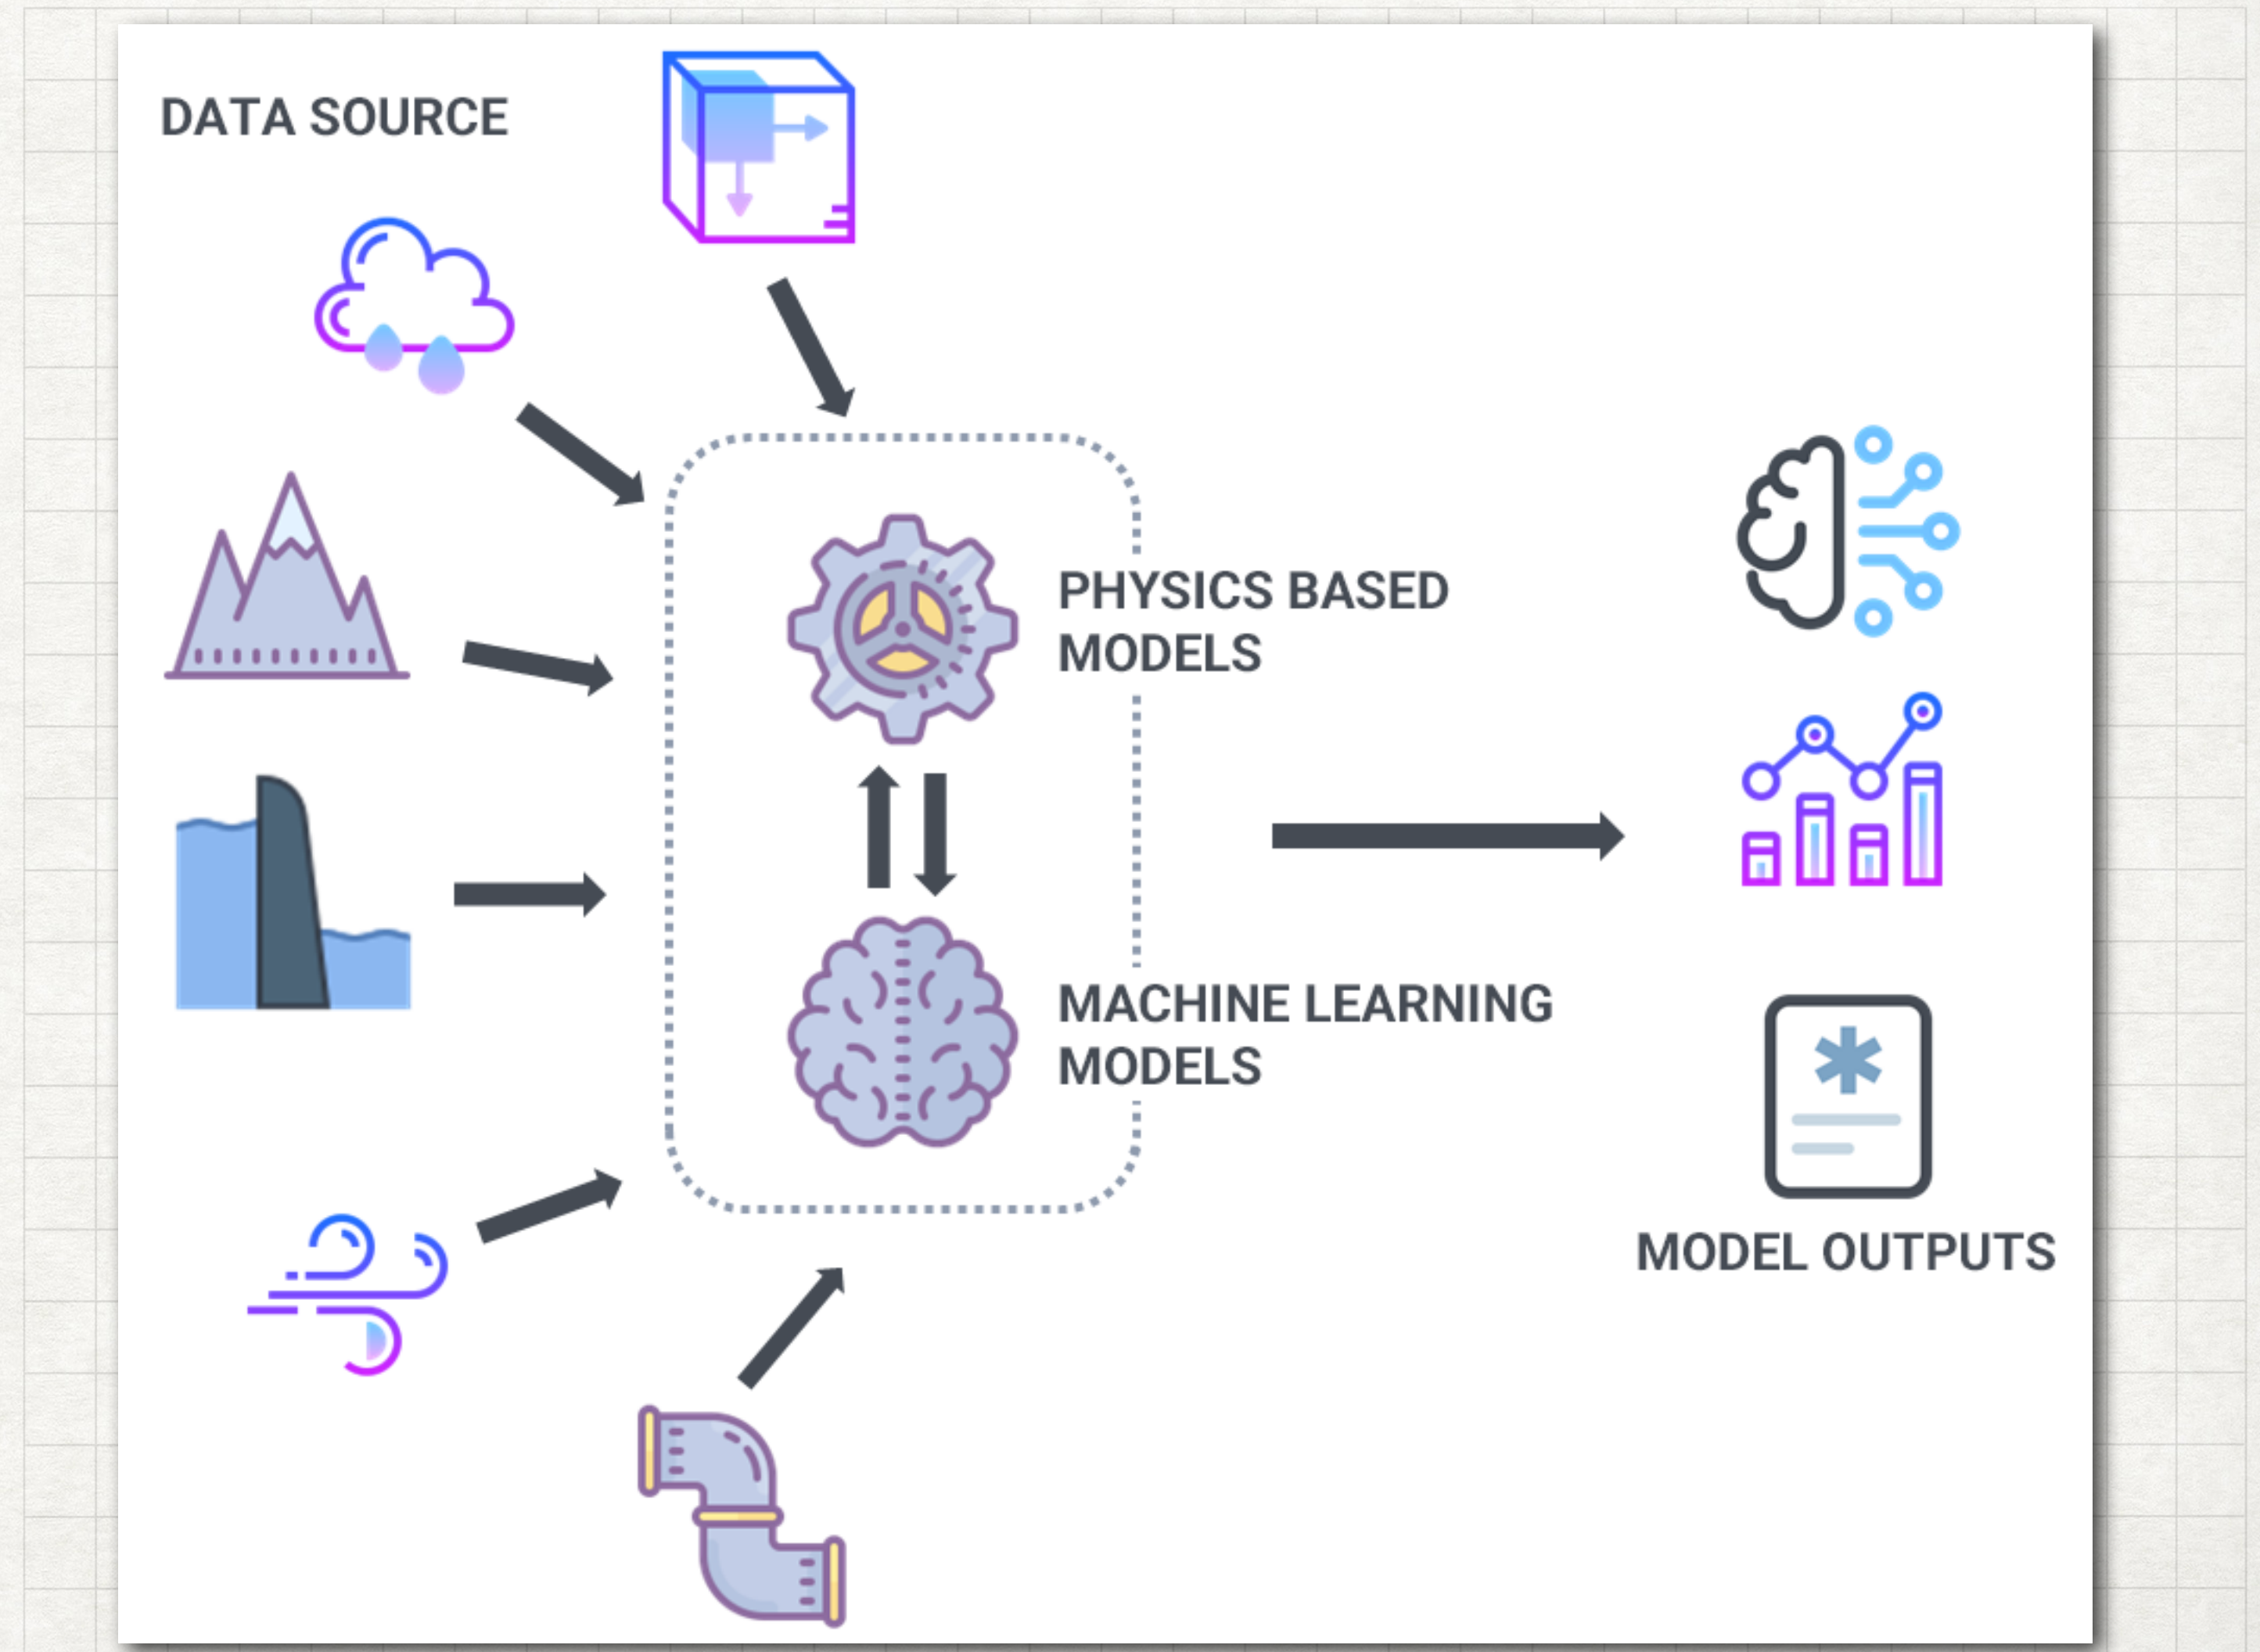 DATA SOURCE
PHYSICS BASED
MODELS
MACHINE LEARNING
MODELS
MODEL OUTPUTS